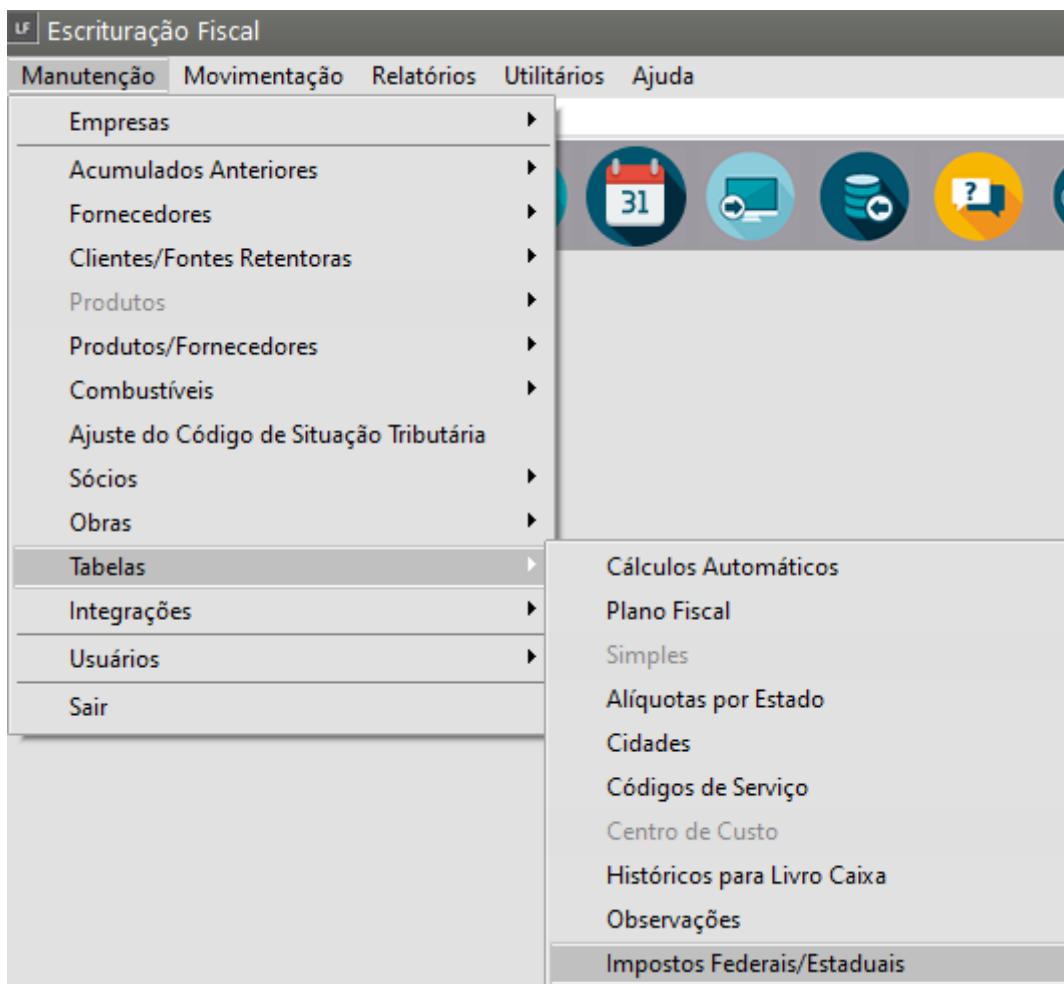 LF Escrituração Fiscal
Manutenção Movimentação Relatórios Utilitários Ajuda
Empresas
Acumulados Anteriores
Fornecedores
Clientes/Fontes Retentoras
Produtos
Produtos/Fornecedores
Combustíveis
Ajuste do Código de Situação Tributária
Sócios
Obras
Tabelas
Integrações
Usuários
Sair
31
?
Cálculos Automáticos
Plano Fiscal
Simples
Alíquotas por Estado
Cidades
Códigos de Serviço
Centro de Custo
Históricos para Livro Caixa
Observações
Impostos Federais/Estaduais